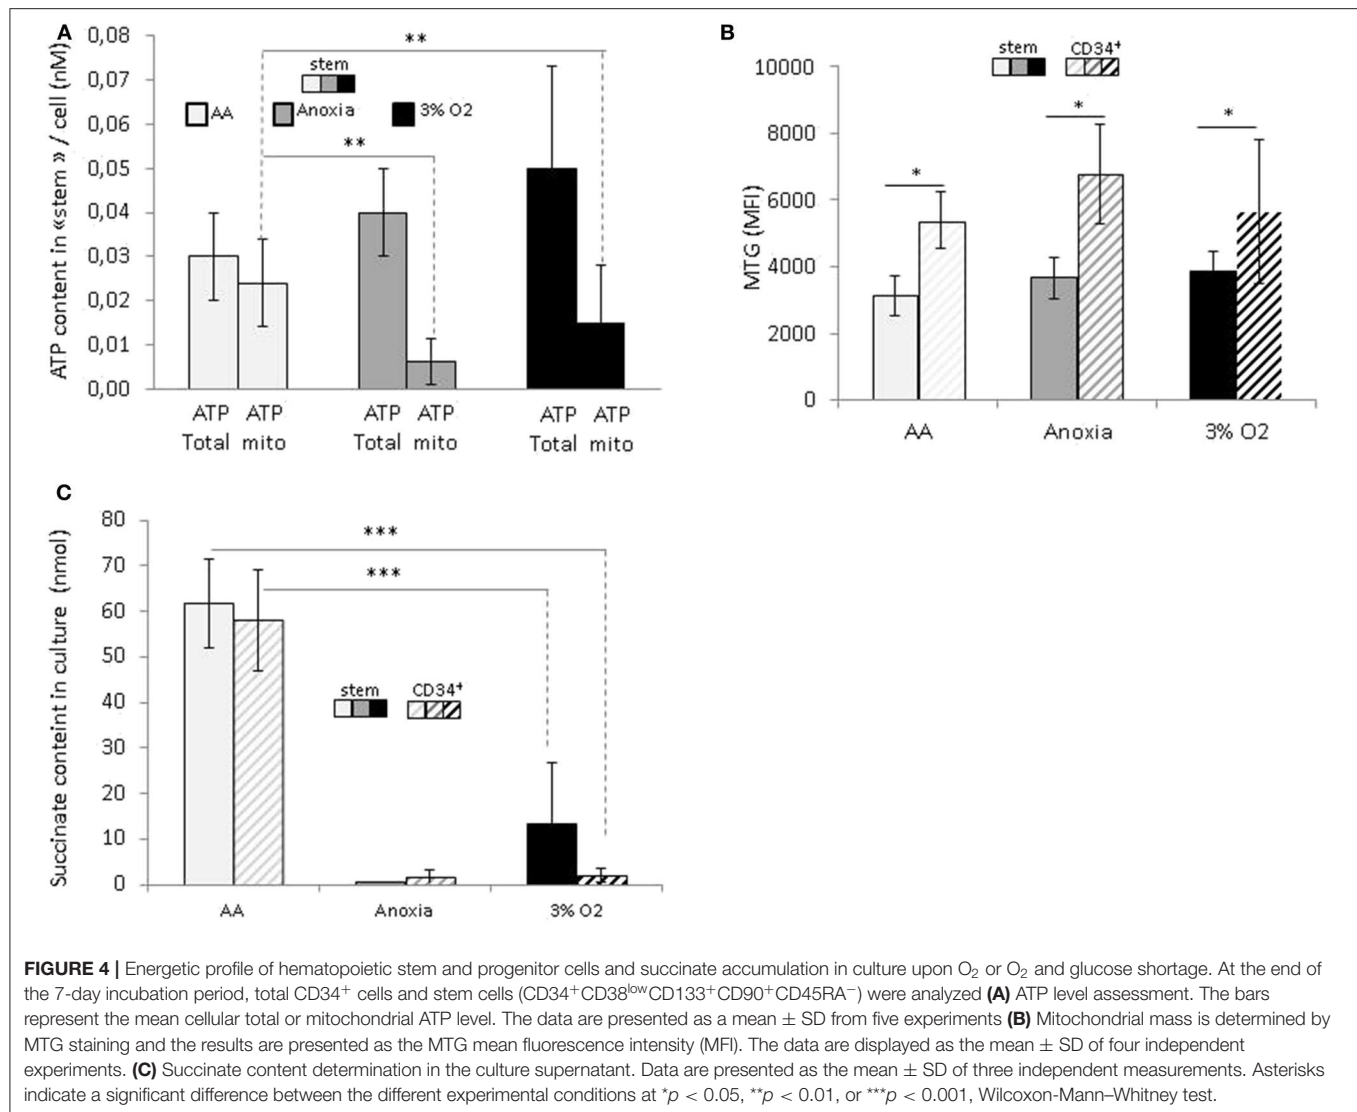 A
ATP content in «stem » / cell (nM)
0,08
0,07
0,06
0,05
0,04
0,03
0,02
0,01
0,00
**
stem
AA
Anoxia
3% O2
**
ATP ATP ATP ATP ATP ATP
Total mito Total mito Total mito
B
stem CD34+
MTG (MFI)
10000
8000
6000
4000
2000
0
*
*
*
AA Anoxia 3% O2
C
Succinate conteint in culture (nmol)
80
70
60
50
40
30
20
10
0
***
***
stem CD34+
AA Anoxia 3% O2
FIGURE 4 | Energetic profile of hematopoietic stem and progenitor cells and succinate accumulation in culture upon O2 or O2 and glucose shortage. At the end of
the 7-day incubation period, total CD34+ cells and stem cells (CD34+CD38lowCD133+CD90+CD45RA−) were analyzed (A) ATP level assessment. The bars
represent the mean cellular total or mitochondrial ATP level. The data are presented as a mean ± SD from five experiments (B) Mitochondrial mass is determined by
MTG staining and the results are presented as the MTG mean fluorescence intensity (MFI). The data are displayed as the mean ± SD of four independent
experiments. (C) Succinate content determination in the culture supernatant. Data are presented as the mean ± SD of three independent measurements. Asterisks
indicate a significant difference between the different experimental conditions at *p < 0.05, **p < 0.01, or ***p < 0.001, Wilcoxon-Mann–Whitney test.